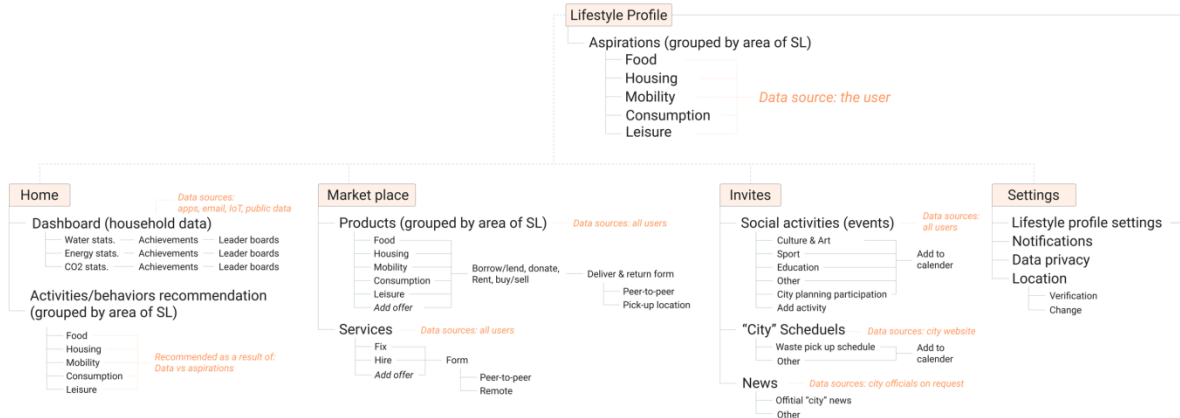 Lifestyle Profile
Aspirations (grouped by area of SL)
Food
Housing
Mobility
Consumption
Leisure
Data source: the user
Home
Data sources:
apps, email, IoT, public data
Dashboard (household data)
Water stats. Achievements Leader boards
Energy stats. Achievements Leader boards
CO2 stats. Achievements Leader boards
Activities/behaviors recommendation
(grouped by area of SL)
Food
Housing
Mobility
Consumption
Leisure
Recommended as a result of:
Data vs aspirations
Market place
Products (grouped by area of SL)
Data sources: all users
Food
Housing
Mobility
Consumption
Leisure
Add offer
Borrow/lend, donate,
Rent, buy/sell
Deliver & return form
Peer-to-peer
Pick-up location
Services
Data sources: all users
Fix
Hire
Add offer
Form
Peer-to-peer
Remote
Invites
Social activities (events)
Data sources:
all users
Culture & Art
Sport
Education
Other
City planning participation
Add activity
Add to
calender
"City" Scheduels
Data sources: city website
Waste pick up schedule
Other
Add to
calender
News
Data sources: city officials on request
Offitial "city" news
Other
Settings
Lifestyle profile settings
Notifications
Data privacy
Location
Verification
Change